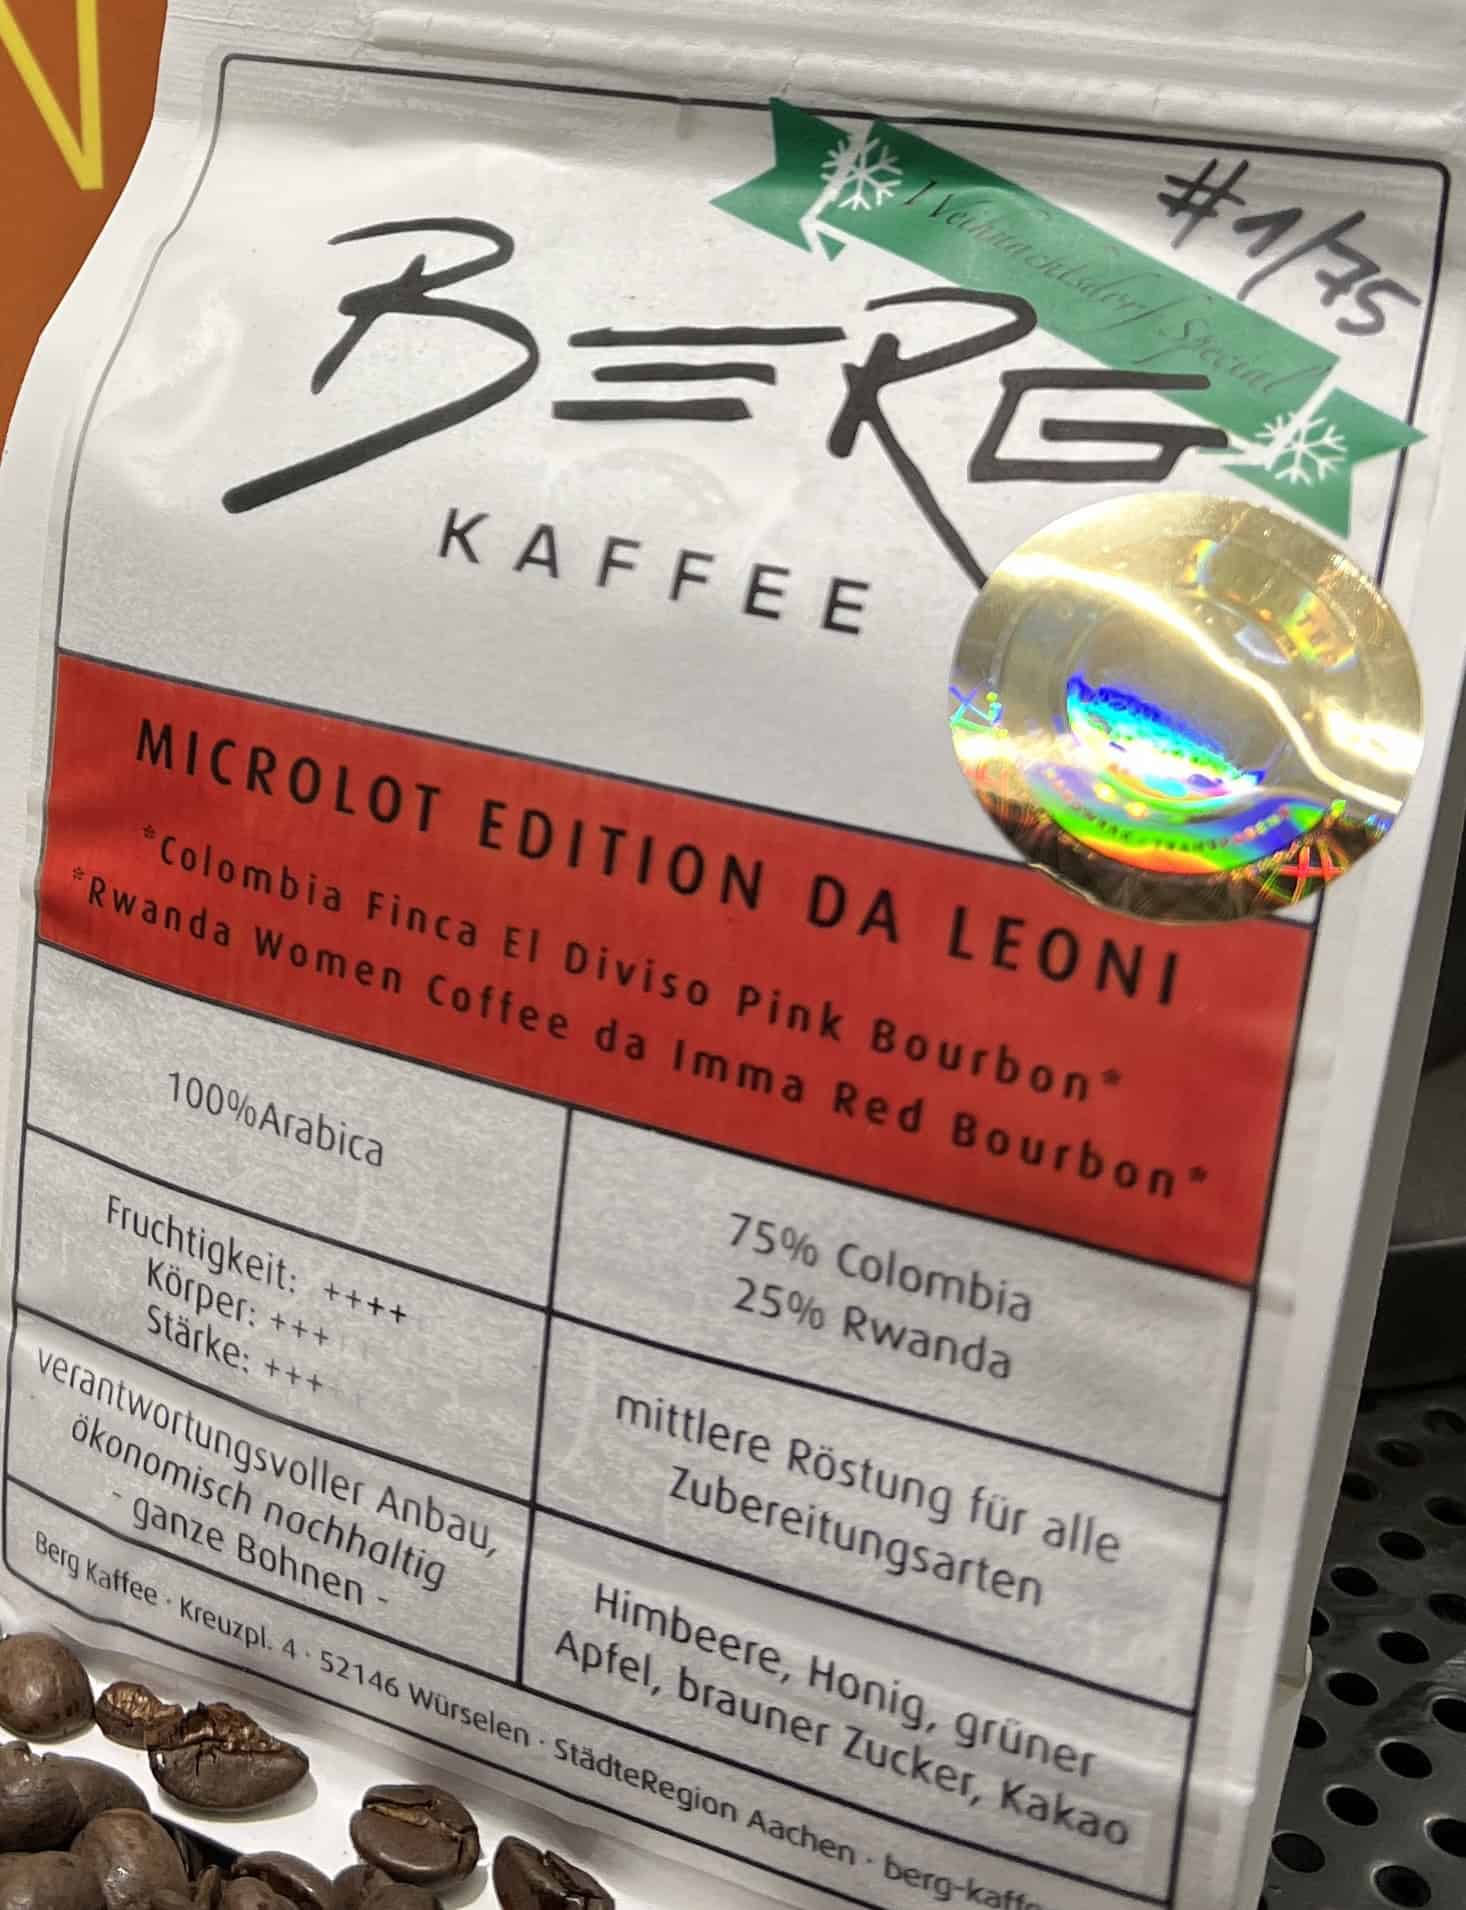 #1/75
Weihnachtsdorf Special
BERG
KAFFEE
MICROLOT EDITION DA LEONI
*Colombia Finca El Diviso Pink Bourbon*
*Rwanda Women Coffee da Imma Red Bourbon*
100%Arabica
75% Colombia
25% Rwanda
Fruchtigkeit: ++++
Körper: +++
Stärke: +++
mittlere Röstung für alle
Zubereitungsarten
verantwortungsvoller Anbau,
ökonomisch nachhaltig
- ganze Bohnen -
Himbeere, Honig, grüner
Apfel, brauner Zucker, Kakao
Berg Kaffee · Kreuzpl. 4 · 52146 Würselen · StädteRegion Aachen ·